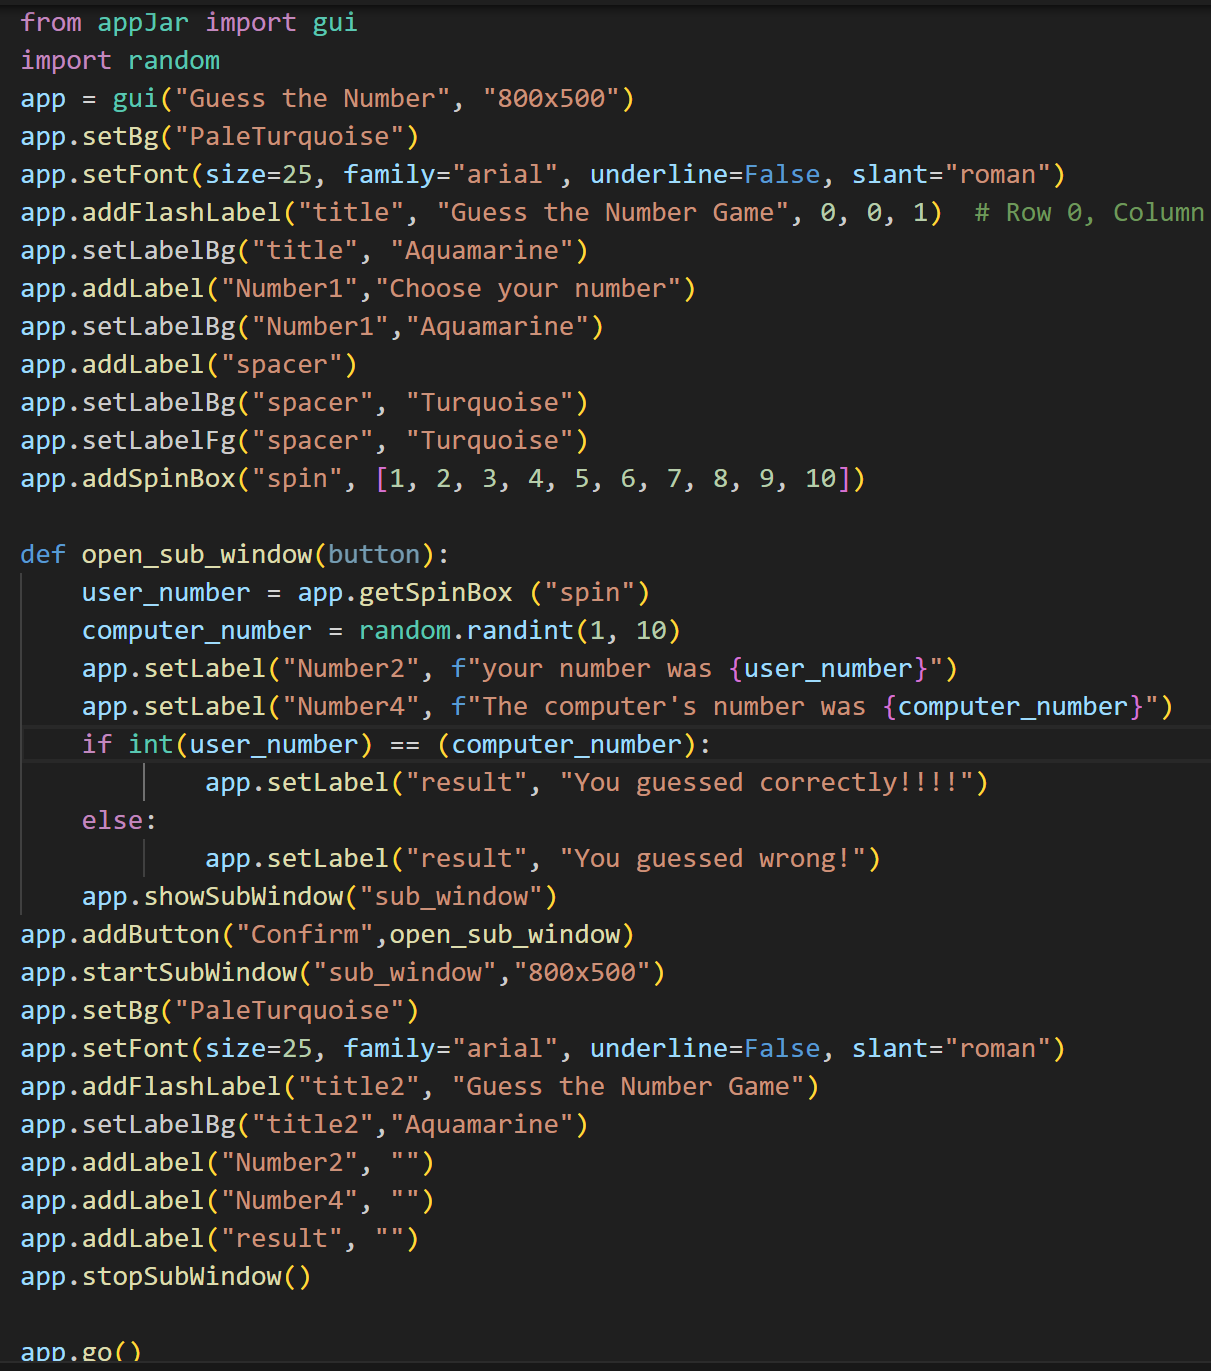 from appJar import gui
import random
app = gui("Guess the Number", "800x500")
app.setBg("PaleTurquoise")
app.setFont(size=25, family="arial", underline=False, slant="roman")
app.addFlashLabel("title", "Guess the Number Game", 0, 0, 1)  # Row 0, Column
app.setLabelBg("title", "Aquamarine")
app.addLabel("Number1","Choose your number")
app.setLabelBg("Number1","Aquamarine")
app.addLabel("spacer")
app.setLabelBg("spacer", "Turquoise")
app.setLabelFg("spacer", "Turquoise")
app.addSpinBox("spin", [1, 2, 3, 4, 5, 6, 7, 8, 9, 10])

def open_sub_window(button):
    user_number = app.getSpinBox ("spin")
    computer_number = random.randint(1, 10)
    app.setLabel("Number2", f"your number was {user_number}")
    app.setLabel("Number4", f"The computer's number was {computer_number}")
    if int(user_number) == (computer_number):
            app.setLabel("result", "You guessed correctly!!!!")
    else:
            app.setLabel("result", "You guessed wrong!")
    app.showSubWindow("sub_window")
app.addButton("Confirm",open_sub_window)
app.startSubWindow("sub_window","800x500")
app.setBg("PaleTurquoise")
app.setFont(size=25, family="arial", underline=False, slant="roman")
app.addFlashLabel("title2", "Guess the Number Game")
app.setLabelBg("title2","Aquamarine")
app.addLabel("Number2", "")
app.addLabel("Number4", "")
app.addLabel("result", "")
app.stopSubWindow()

app.go()